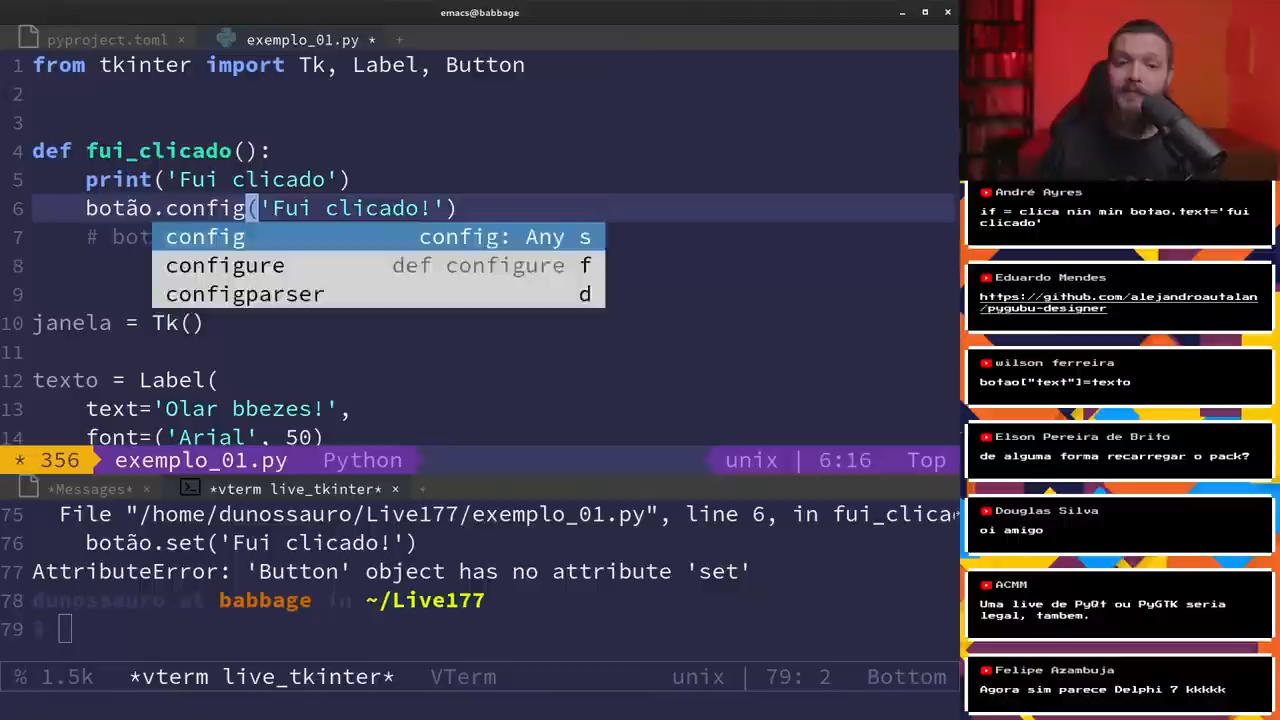 emacs@babbage
pyproject.toml ×
exemplo_01.py * +
1 from tkinter import Tk, Label, Button
2
3
4 def fui_clicado():
5 print('Fui clicado')
6 botão.config('Fui clicado!')
7 # bot
config config: Any s
8
configure def configure f
9
configparser d
10 janela = Tk()
11
12 texto = Label(
13 text='Olar bbezes!',
14 font=('Arial', 50)
* 356 exemplo_01.py Python unix | 6:16 Top
*Messages* × *vterm live_tkinter* × +
75 File "/home/dunossauro/Live177/exemplo_01.py", line 6, in fui_clica
76 botão.set('Fui clicado!')
77 AttributeError: 'Button' object has no attribute 'set'
78 dunossauro at babbage in ~/Live177
79
% 1.5k *vterm live_tkinter* VTerm unix | 79: 2 Bottom
André Ayres
if = clica nin min botao.text='fui
clicado'
Eduardo Mendes
https://github.com/alejandroautalan
/pygubu-designer
wilson ferreira
botao["text"]=texto
Elson Pereira de Brito
de alguma forma recarregar o pack?
Douglas Silva
oi amigo
ACMM
Uma live de PyQt ou PyGTK seria
legal, tambem.
Felipe Azambuja
Agora sim parece Delphi 7 kkkkk